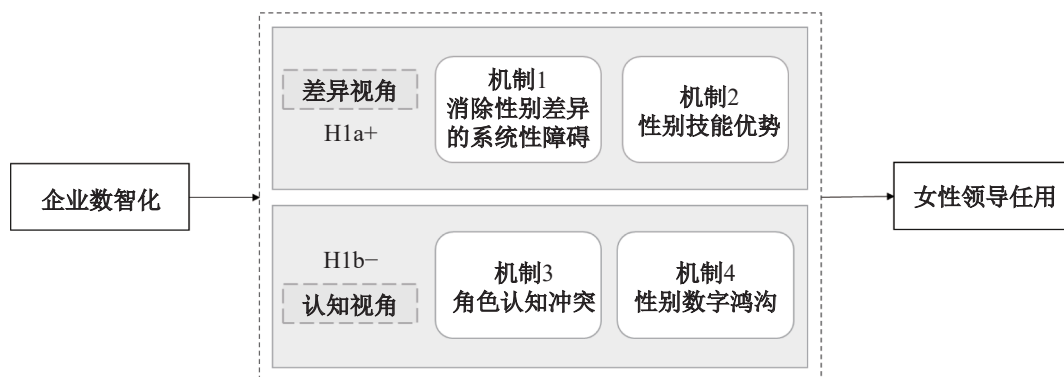 企业数智化
差异视角
H1a+
机制1
消除性别差异
的系统性障碍
机制2
性别技能优势
H1b−
认知视角
机制3
角色认知冲突
机制4
性别数字鸿沟
女性领导任用